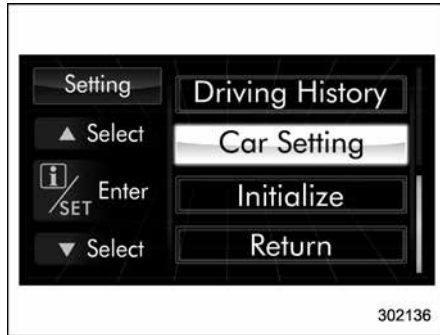 Setting
▲ Select
i/SET Enter
▼ Select
Driving History
Car Setting
Initialize
Return
302136